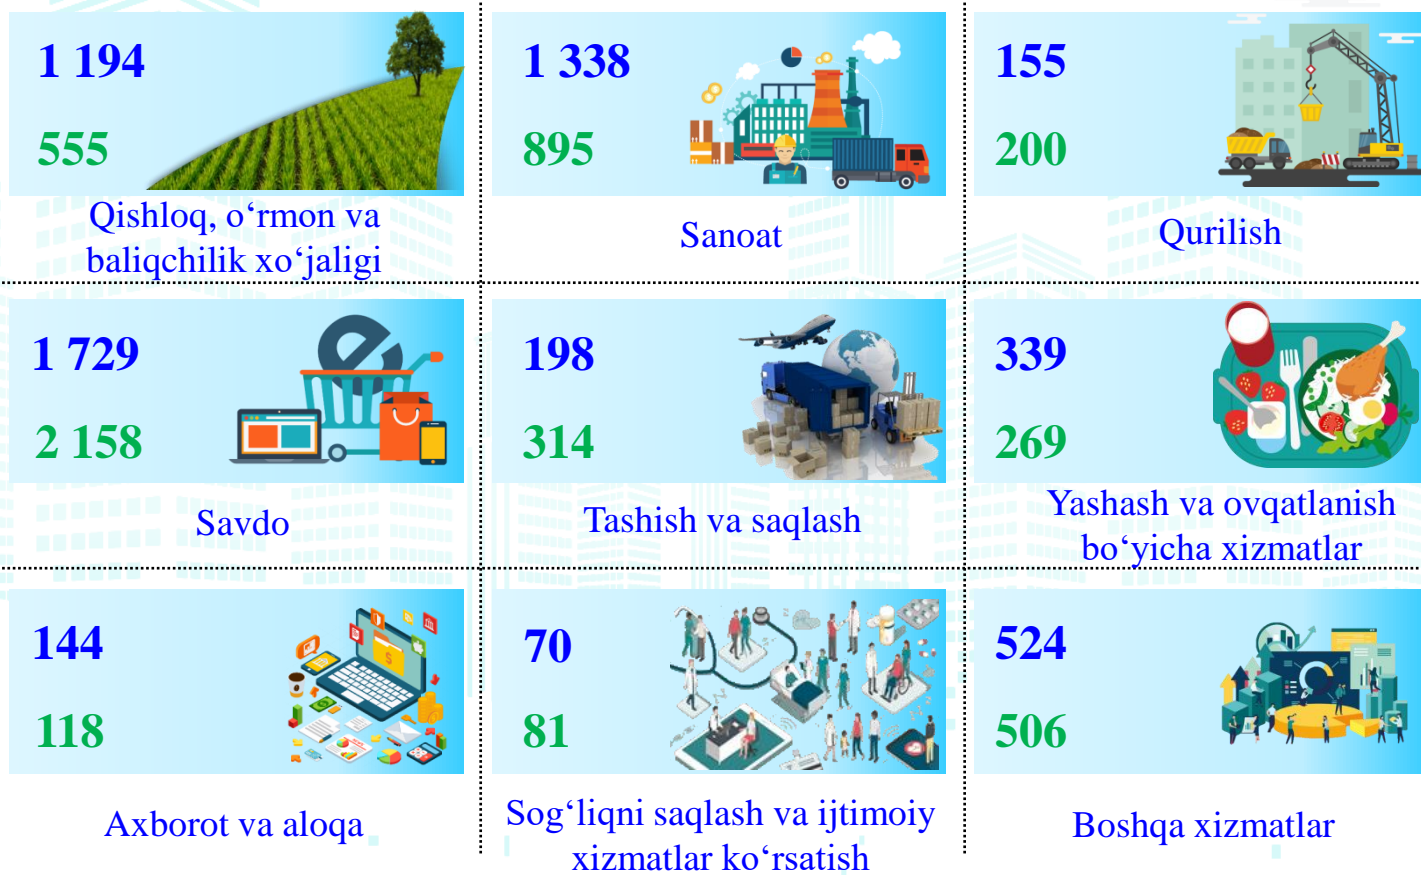 1 194
555
Qishloq, o‘rmon va
baliqchilik xo‘jaligi
1 338
895
Sanoat
155
200
Qurilish
1 729
2 158
Savdo
198
314
Tashish va saqlash
339
269
Yashash va ovqatlanish
bo‘yicha xizmatlar
144
118
Axborot va aloqa
70
81
Sog‘liqni saqlash va ijtimoiy
xizmatlar ko‘rsatish
524
506
Boshqa xizmatlar